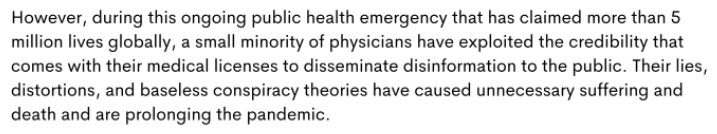 However, during this ongoing public health emergency that has claimed more than 5
million lives globally, a small minority of physicians have exploited the credibility that
comes with their medical licenses to disseminate disinformation to the public. Their lies,
distortions, and baseless conspiracy theories have caused unnecessary suffering and
death and are prolonging the pandemic.